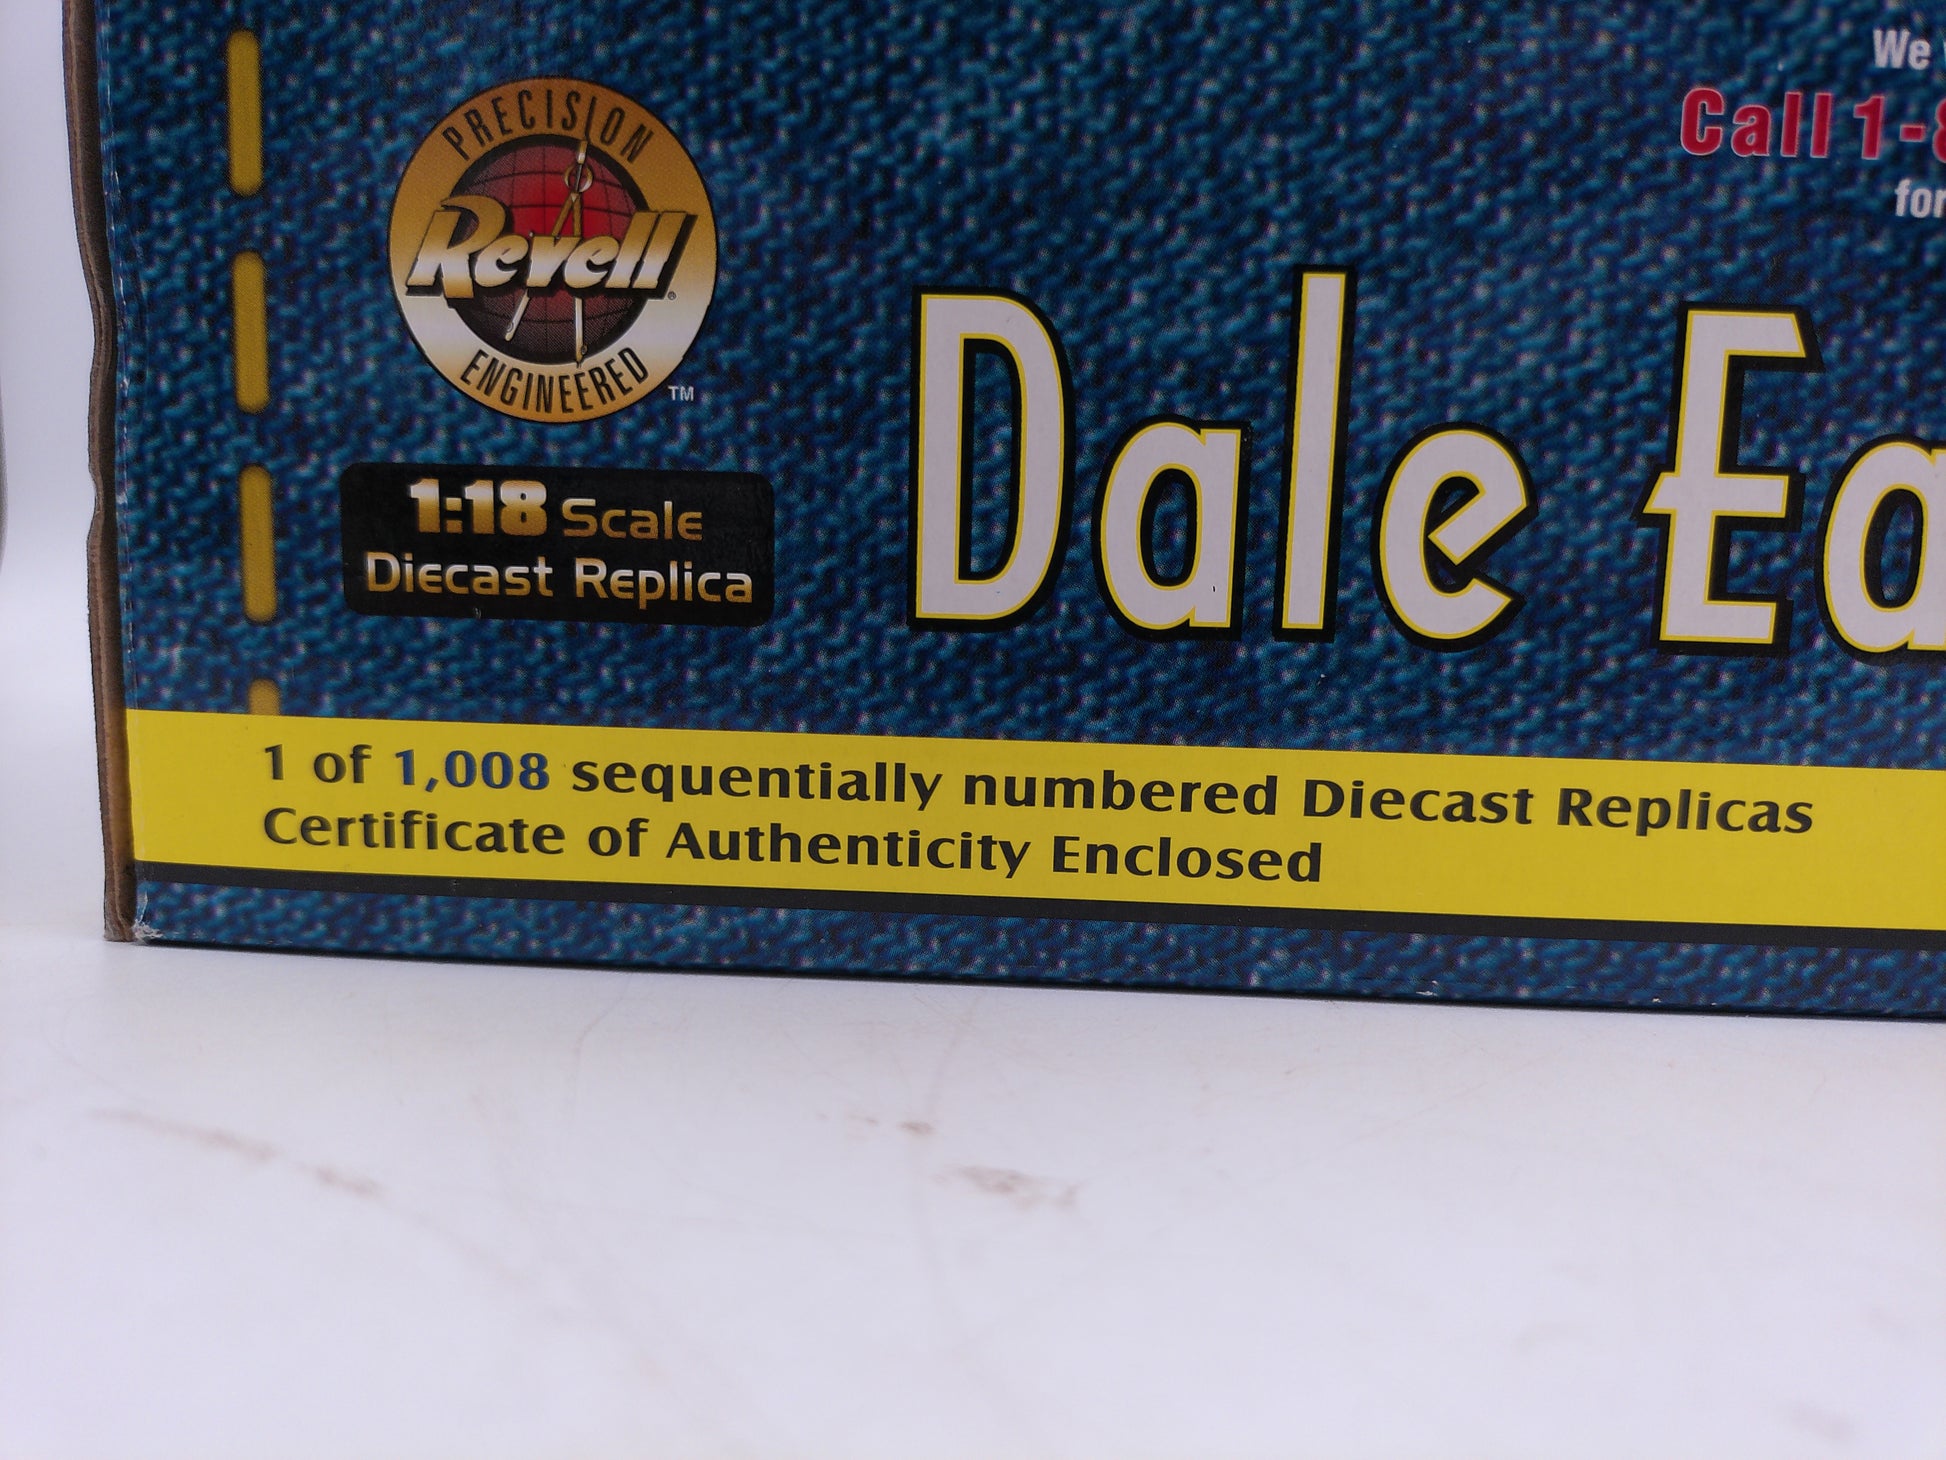 We
Call 1-8
for
PRECISION
Revell
ENGINEERED
TM
1:18 Scale
Diecast Replica
Dale Ea
1 of 1,008 sequentially numbered Diecast Replicas
Certificate of Authenticity Enclosed